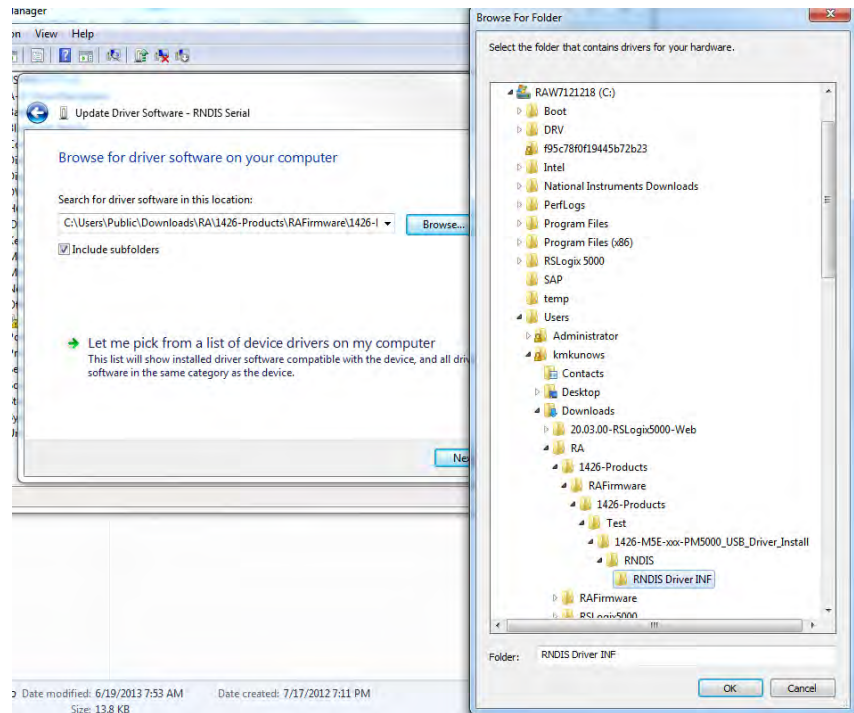 anager
on View Help
Update Driver Software - RNDIS Serial
Browse for driver software on your computer
Search for driver software in this location:
C:\Users\Public\Downloads\RA\1426-Products\RAFirmware\1426-I
Browse...
Include subfolders
Let me pick from a list of device drivers on my computer
This list will show installed driver software compatible with the device, and all driv
software in the same category as the device.
Ne
Date modified: 6/19/2013 7:53 AM Date created: 7/17/2012 7:11 PM
Size: 13.8 KB
Browse For Folder
Select the folder that contains drivers for your hardware.
RAW7121218 (C:)
Boot
DRV
f95c78f0f19445b72b23
Intel
National Instruments Downloads
PerfLogs
Program Files
Program Files (x86)
RSLogix 5000
SAP
temp
Users
Administrator
kmkunows
Contacts
Desktop
Downloads
20.03.00-RSLogix5000-Web
RA
1426-Products
RAFirmware
1426-Products
Test
1426-M5E-xxx-PM5000_USB_Driver_Install
RNDIS
RNDIS Driver INF
RAFirmware
RSLogix5000
Folder: RNDIS Driver INF
OK Cancel